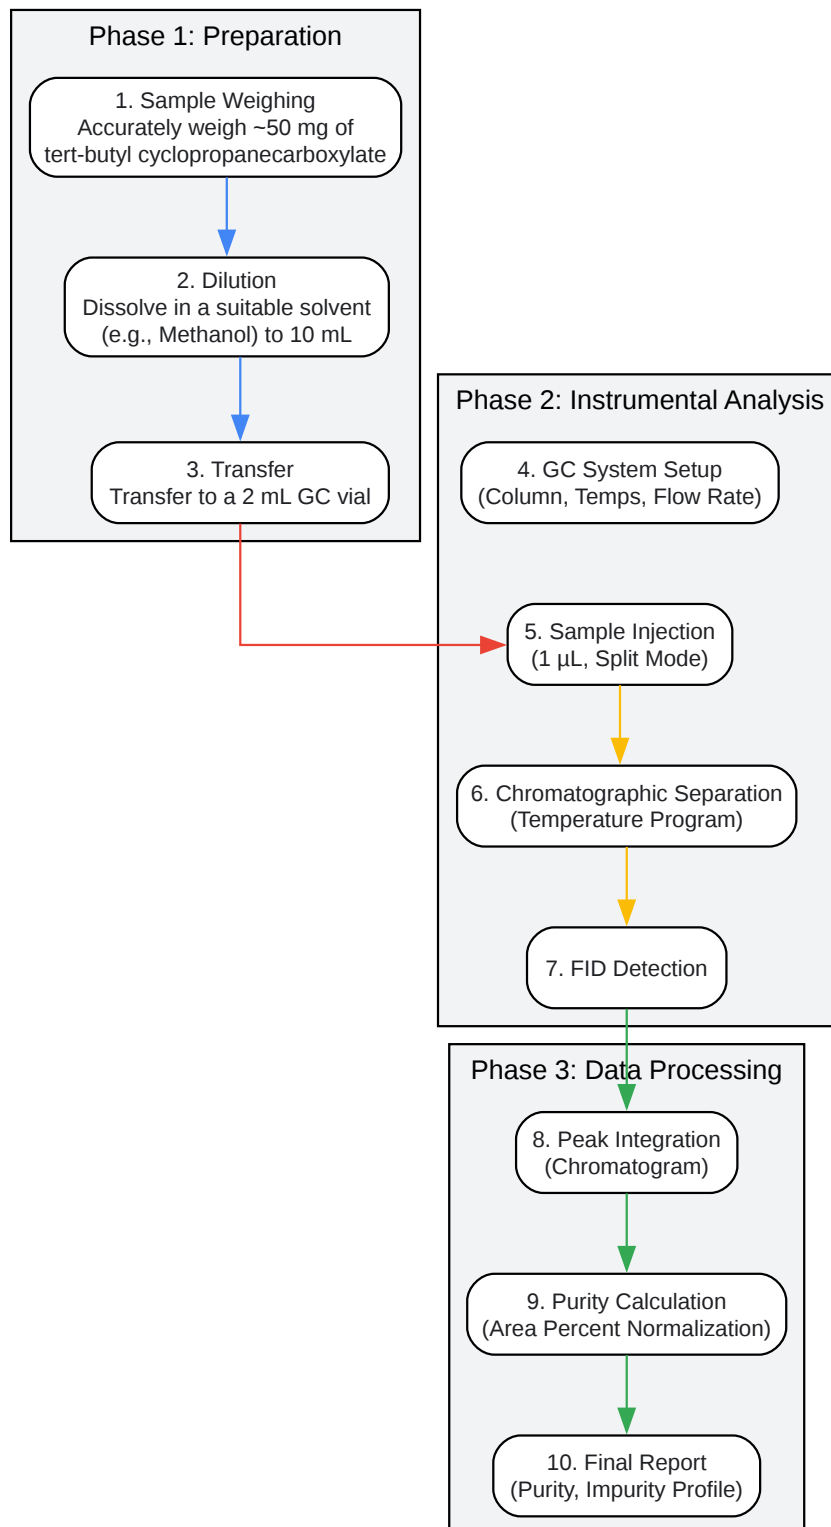 Phase 1: Preparation
1. Sample Weighing
Accurately weigh ~50 mg of
tert-butyl cyclopropanecarboxylate
2. Dilution
Dissolve in a suitable solvent
(e.g., Methanol) to 10 mL
3. Transfer
Transfer to a 2 mL GC vial
Phase 2: Instrumental Analysis
4. GC System Setup
(Column, Temps, Flow Rate)
5. Sample Injection
(1 µL, Split Mode)
6. Chromatographic Separation
(Temperature Program)
7. FID Detection
Phase 3: Data Processing
8. Peak Integration
(Chromatogram)
9. Purity Calculation
(Area Percent Normalization)
10. Final Report
(Purity, Impurity Profile)